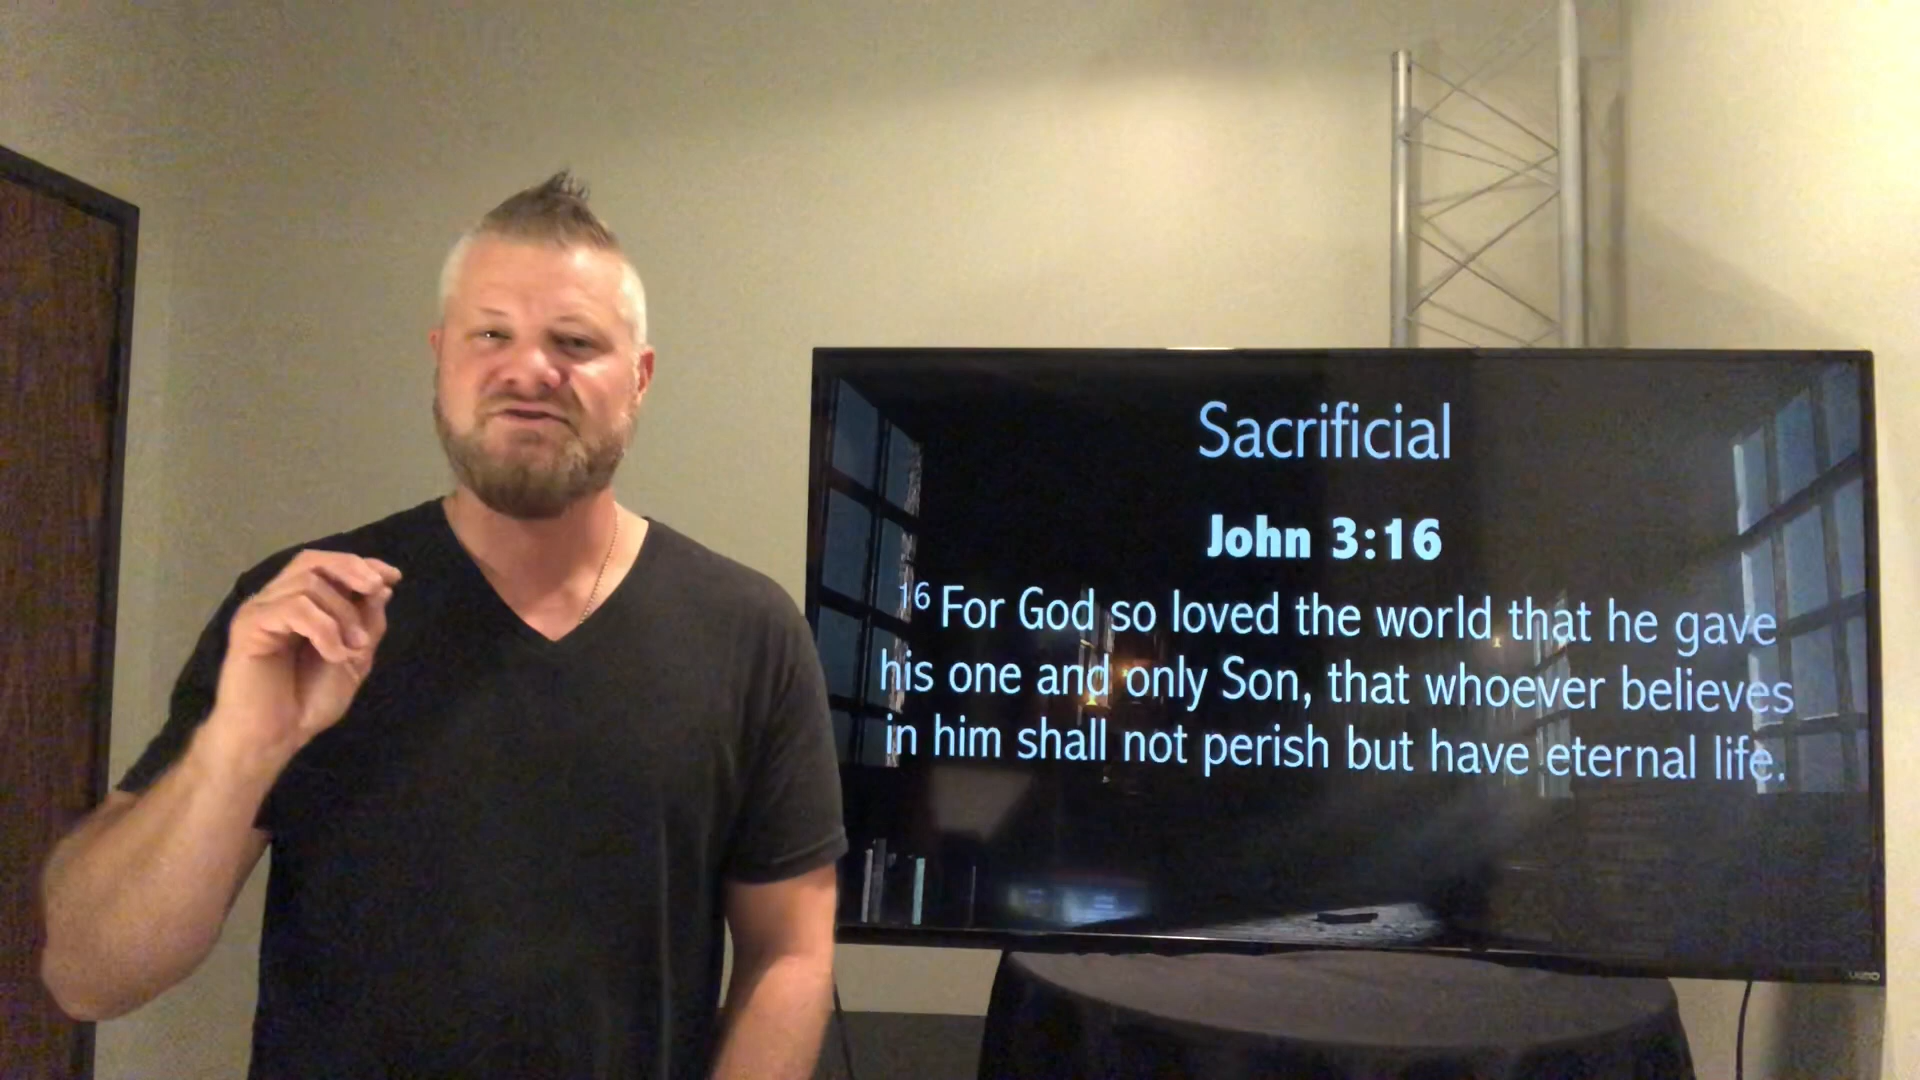 Sacrificial
John 3:16
16 For God so loved the world that he gave
his one and only Son, that whoever believes
in him shall not perish but have eternal life.
VIZIO